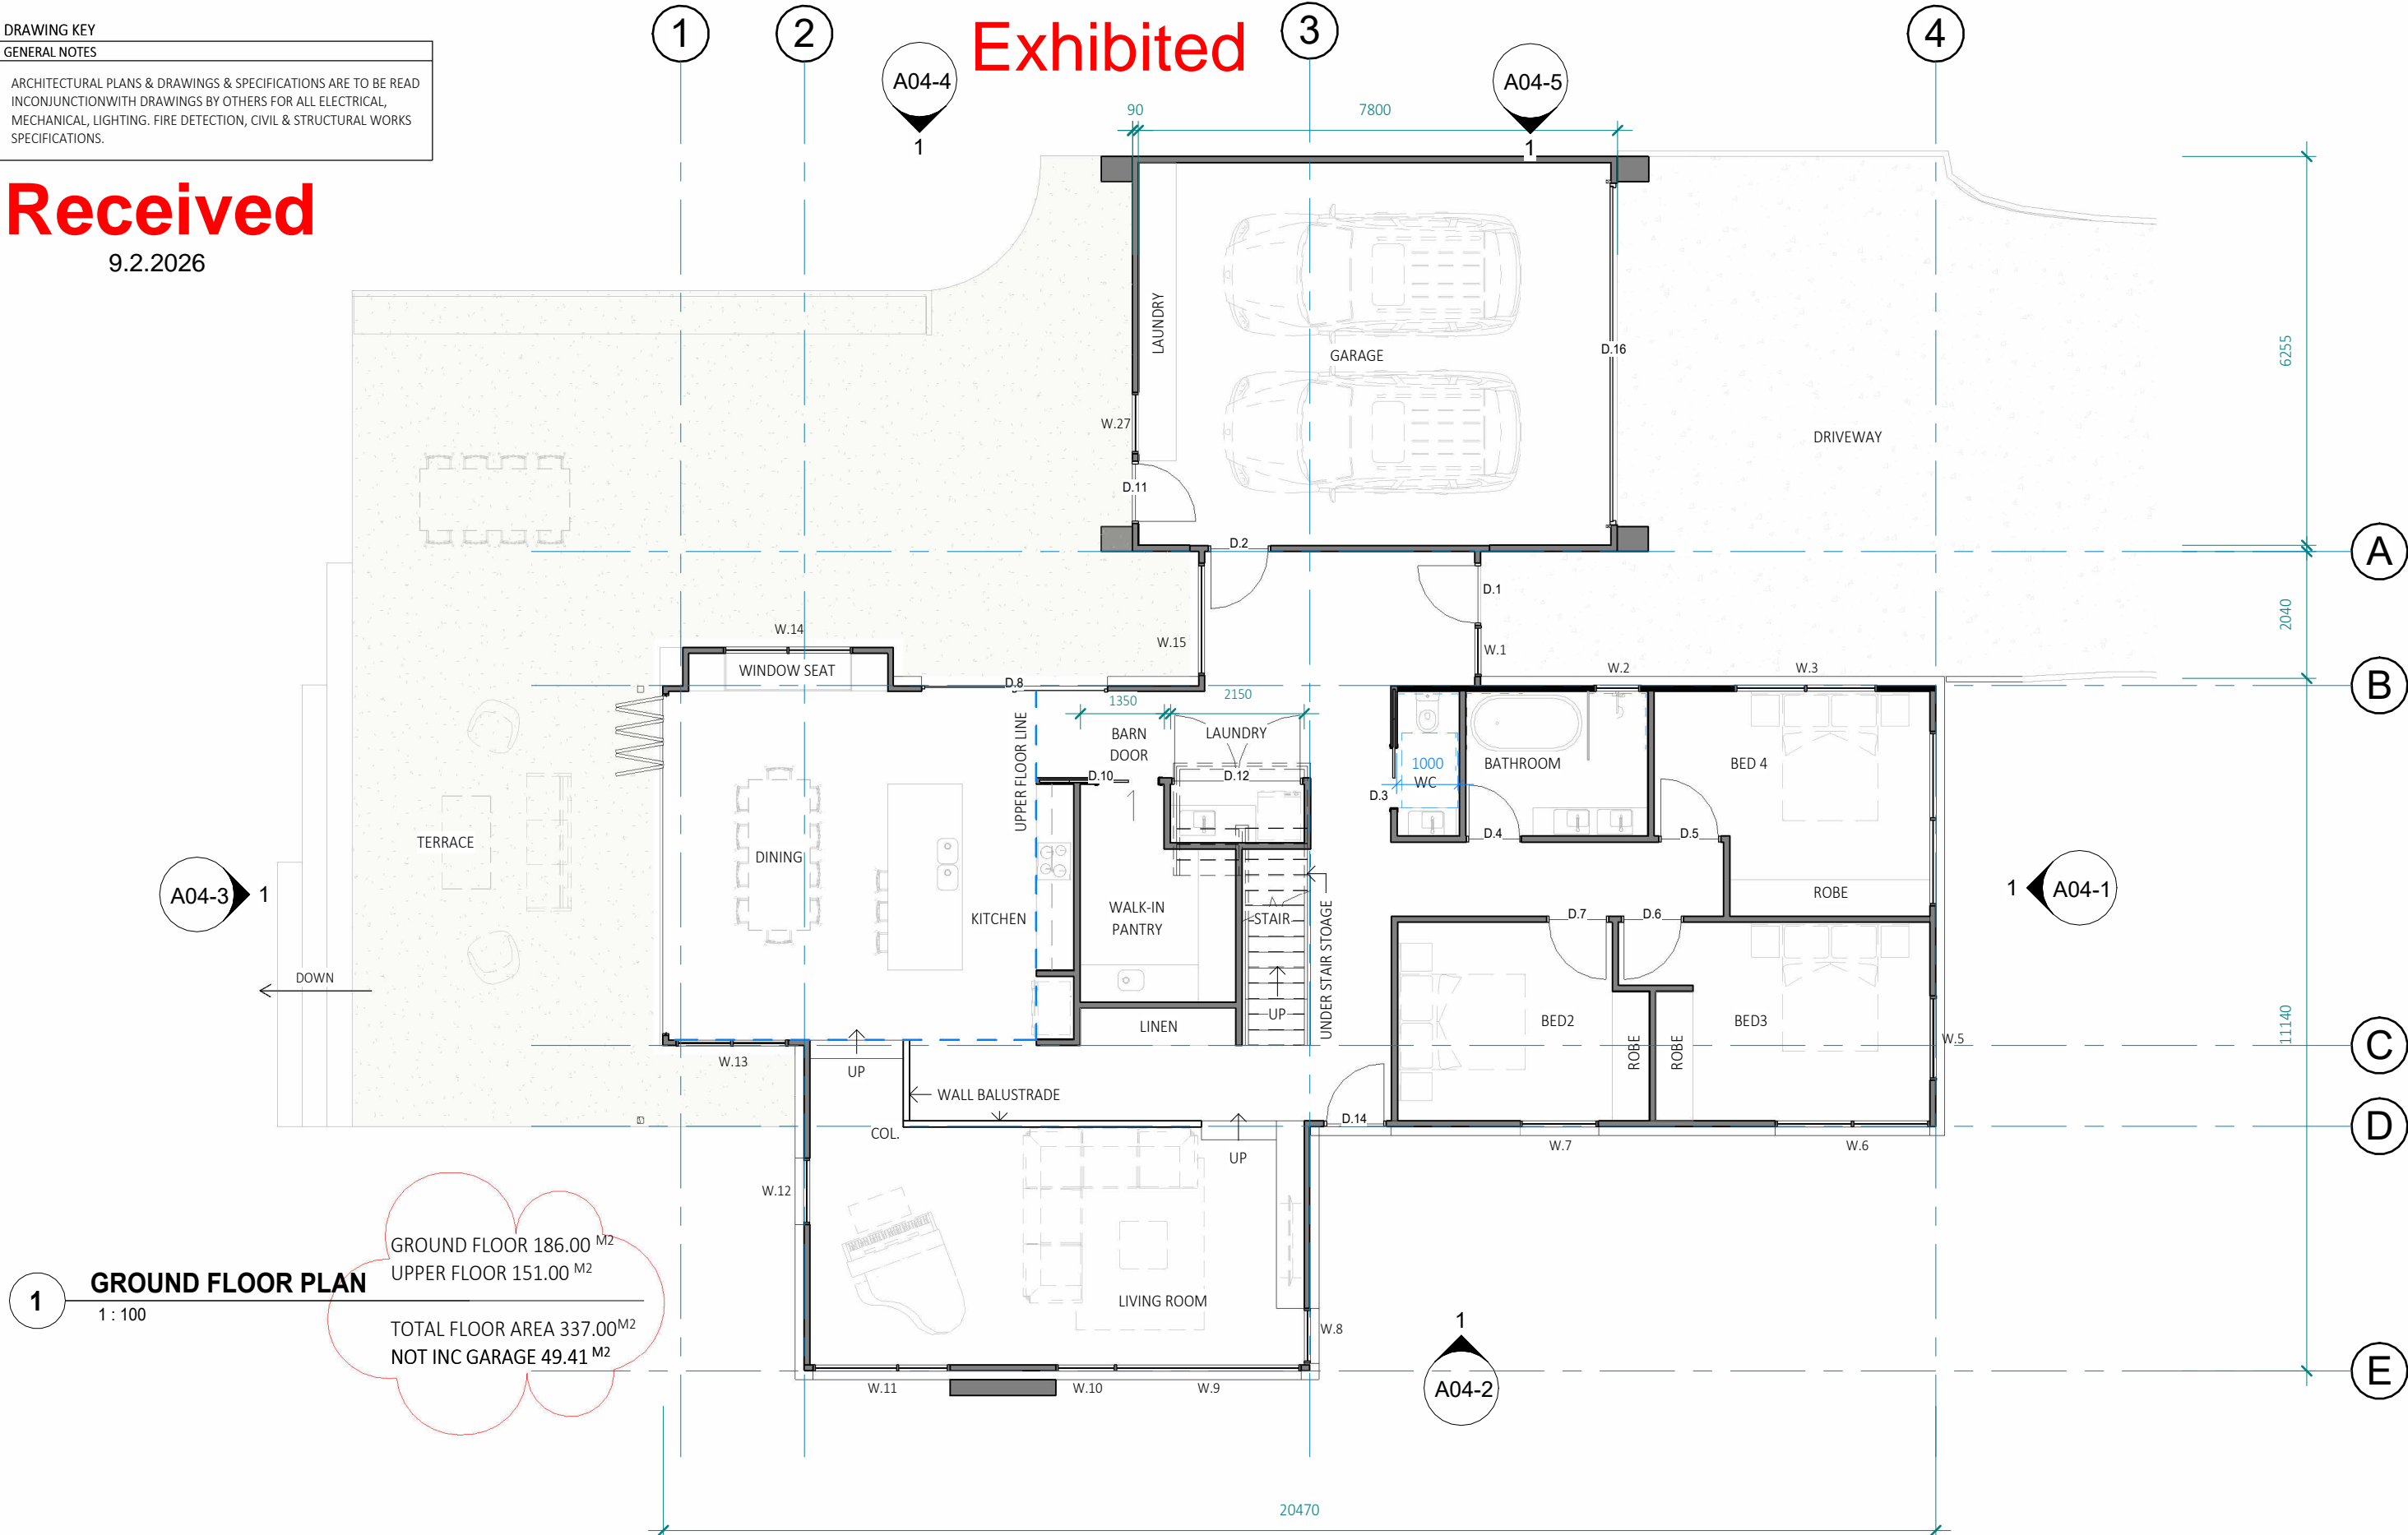 DRAWING KEY
GENERAL NOTES
ARCHITECTURAL PLANS & DRAWINGS & SPECIFICATIONS ARE TO BE READ
INCONJUNCTIONWITH DRAWINGS BY OTHERS FOR ALL ELECTRICAL,
MECHANICAL, LIGHTING. FIRE DETECTION, CIVIL & STRUCTURAL WORKS
SPECIFICATIONS.
Received
9.2.2026
Exhibited
1
2
3
4
A04-4
1
A04-5
1
90
7800
LAUNDRY
GARAGE
D.16
6255
W.27
DRIVEWAY
D.11
D.2
A
D.1
2040
W.14
W.15
W.1
W.2
W.3
WINDOW SEAT
D.8
B
1350
2150
UPPER FLOOR LINE
BARN
DOOR
LAUNDRY
D.10
D.12
1000
WC
D.3
BATHROOM
BED 4
D.4
D.5
TERRACE
DINING
A04-3
1
1
A04-1
ROBE
WALK-IN
PANTRY
KITCHEN
STAIR
D.7
D.6
UNDER STAIR STOAGE
DOWN
UP
LINEN
BED2
BED3
ROBE
ROBE
W.5
11140
C
W.13
UP
WALL BALUSTRADE
COL.
D.14
D
UP
W.7
W.6
W.12
GROUND FLOOR 186.00 M2
UPPER FLOOR 151.00 M2
1
GROUND FLOOR PLAN
1 : 100
TOTAL FLOOR AREA 337.00M2
NOT INC GARAGE 49.41 M2
LIVING ROOM
W.8
1
A04-2
E
W.11
W.10
W.9
20470